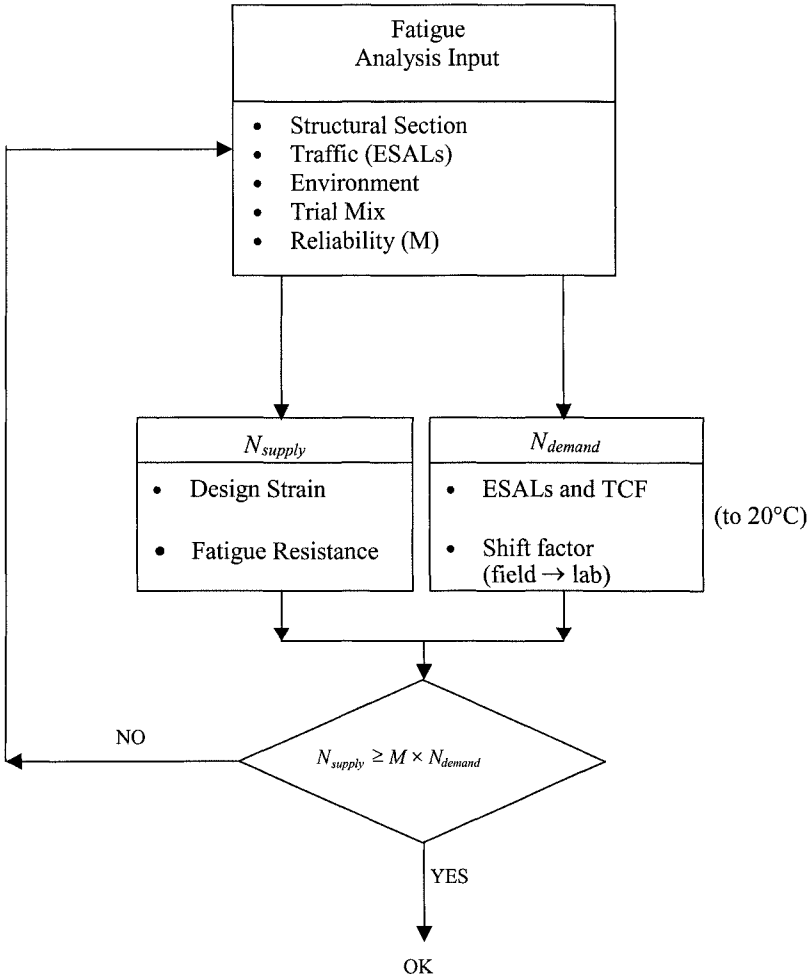 Fatigue
Analysis Input
• Structural Section
• Traffic (ESALs)
• Environment
• Trial Mix
• Reliability (M)
N_supply
• Design Strain
• Fatigue Resistance
N_demand
• ESALs and TCF
• Shift factor
(field → lab)
(to 20°C)
N_supply ≥ M × N_demand
NO
YES
OK